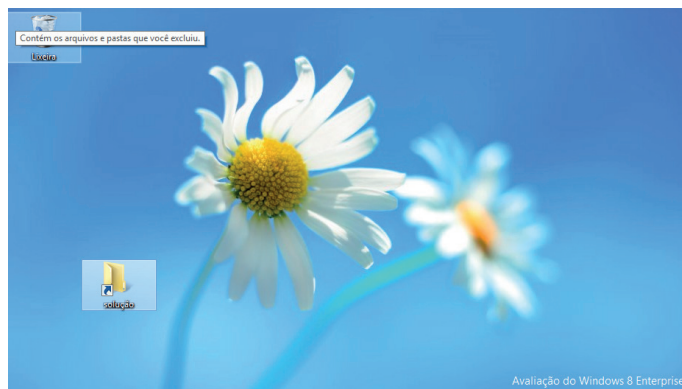 Contém os arquivos e pastas que você excluiu.
Lixeira
solução
Avaliação do Windows 8 Enterprise